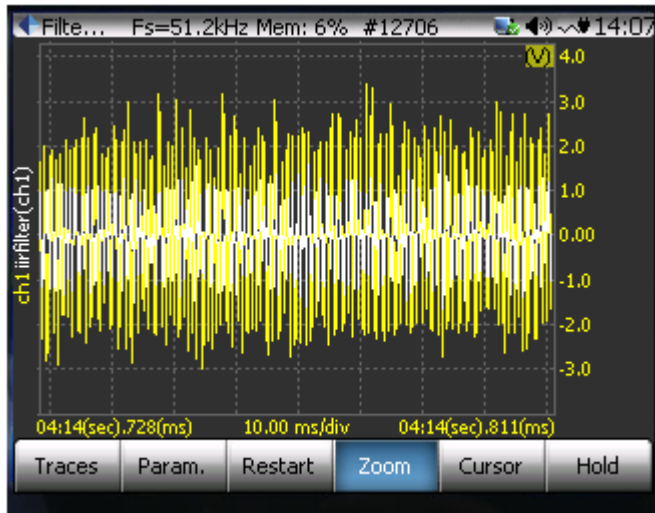 Filte... Fs=51.2kHz Mem: 6% #12706 14:07
(V) 4.0
3.0
2.0
1.0
0.00
-1.0
-2.0
-3.0
ch1 iirfilter(ch1)
04:14(sec).728(ms) 10.00 ms/div 04:14(sec).811(ms)
Traces Param. Restart Zoom Cursor Hold